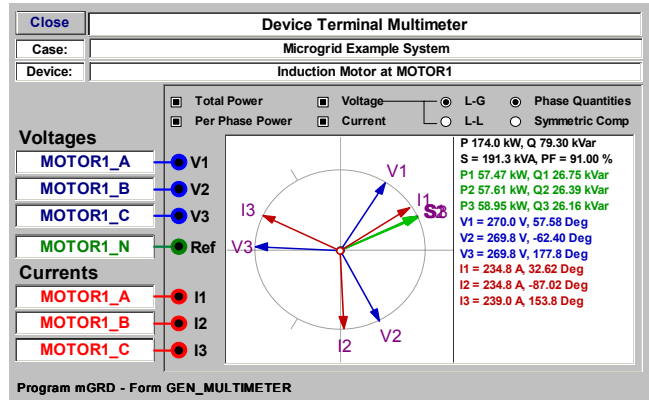 Close
Device Terminal Multimeter
Case:
Microgrid Example System
Device:
Induction Motor at MOTOR1
Total Power
Voltage
L-G
Phase Quantities
Per Phase Power
Current
L-L
Symmetric Comp
Voltages
MOTOR1_A
V1
MOTOR1_B
V2
MOTOR1_C
V3
MOTOR1_N
Ref
Currents
MOTOR1_A
I1
MOTOR1_B
I2
MOTOR1_C
I3
V1
I1
I3
V3
I2
V2
P 174.0 kW, Q 79.30 kVar
S = 191.3 kVA, PF = 91.00 %
P1 57.47 kW, Q1 26.75 kVar
P2 57.61 kW, Q2 26.39 kVar
P3 58.95 kW, Q3 26.16 kVar
V1 = 270.0 V, 57.58 Deg
V2 = 269.8 V, -62.40 Deg
V3 = 269.8 V, 177.8 Deg
I1 = 234.8 A, 32.62 Deg
I2 = 234.8 A, -87.02 Deg
I3 = 239.0 A, 153.8 Deg
Program mGRD - Form GEN_MULTIMETER